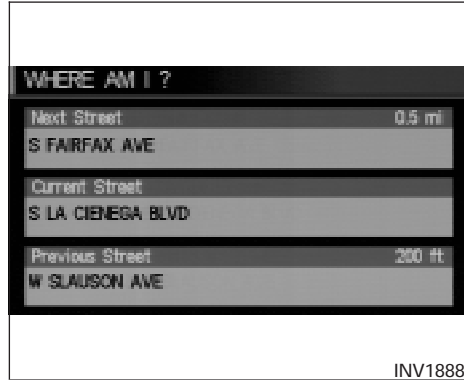 WHERE AM I ?
Next Street 0.5 mi
S FAIRFAX AVE
Current Street
S LA CIENEGA BLVD
Previous Street 200 ft
W SLAUSON AVE
INV1888